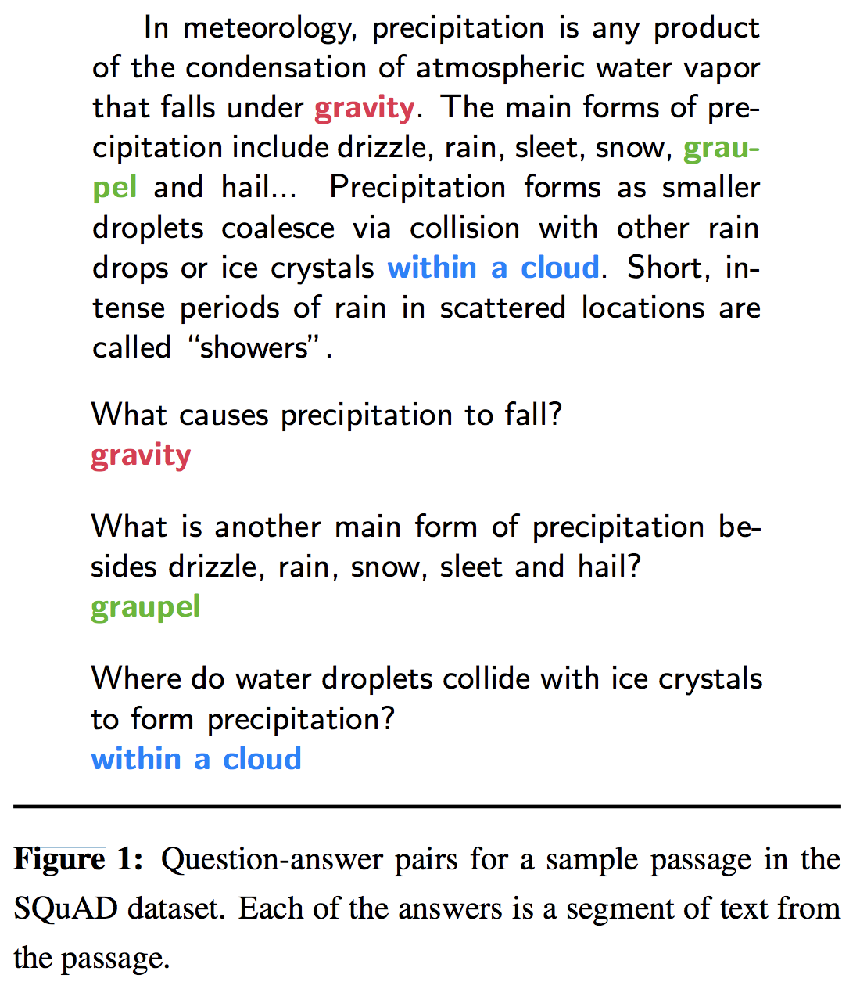 In meteorology, precipitation is any product
of the condensation of atmospheric water vapor
that falls under gravity. The main forms of pre-
cipitation include drizzle, rain, sleet, snow, grau-
pel and hail... Precipitation forms as smaller
droplets coalesce via collision with other rain
drops or ice crystals within a cloud. Short, in-
tense periods of rain in scattered locations are
called “showers”.
What causes precipitation to fall?
gravity
What is another main form of precipitation be-
sides drizzle, rain, snow, sleet and hail?
graupel
Where do water droplets collide with ice crystals
to form precipitation?
within a cloud
Figure 1: Question-answer pairs for a sample passage in the
SQuAD dataset. Each of the answers is a segment of text from
the passage.